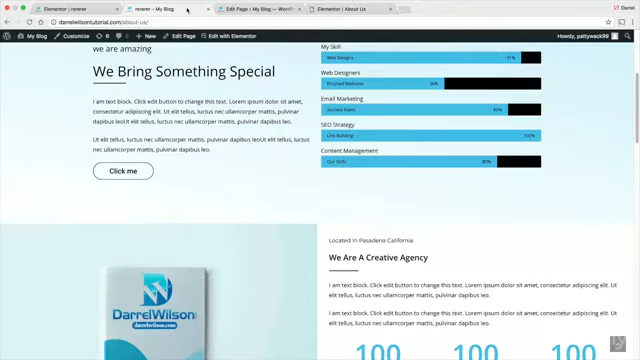 Elementor | rererer
rererer – My Blog
Edit Page ‹ My Blog — WordPr
Elementor | About Us
Darrel
darrelwilsontutorial.com/about-us/
My Blog
Customize
0
New
Edit Page
Edit with Elementor
Howdy, pattywack99
we are amazing
We Bring Something Special
I am text block. Click edit button to change this text. Lorem ipsum dolor sit amet,
consectetur adipiscing elit. Ut elit tellus, luctus nec ullamcorper mattis, pulvinar
dapibus leoFUt elit tellus, luctus nec ullamcorper mattis, pulvinar dapibus leo.
Ut elit tellus, luctus nec ullamcorper mattis, pulvinar dapibus leoUt elit tellus,
luctus nec ullamcorper mattis, pulvinar dapibus leo.
Click me
My Skill
Web Designs
91%
Web Designers
Finished Websites
Email Marketing
Success Rates
85%
SEO Strategy
Link Building
100%
Content Management
Our Skills
80%
DarrelWilson
darrelwilson.com
Located In Pasadena California
We Are A Creative Agency
I am text block. Click edit button to change this text. Lorem ipsum dolor sit amet, consectetur adipiscing elit. Ut
elit tellus, luctus nec ullamcorper mattis, pulvinar dapibus leo.
I am text block. Click edit button to change this text. Lorem ipsum dolor sit amet, consectetur adipiscing elit. Ut
elit tellus, luctus nec ullamcorper mattis, pulvinar dapibus leo.
100
100
100